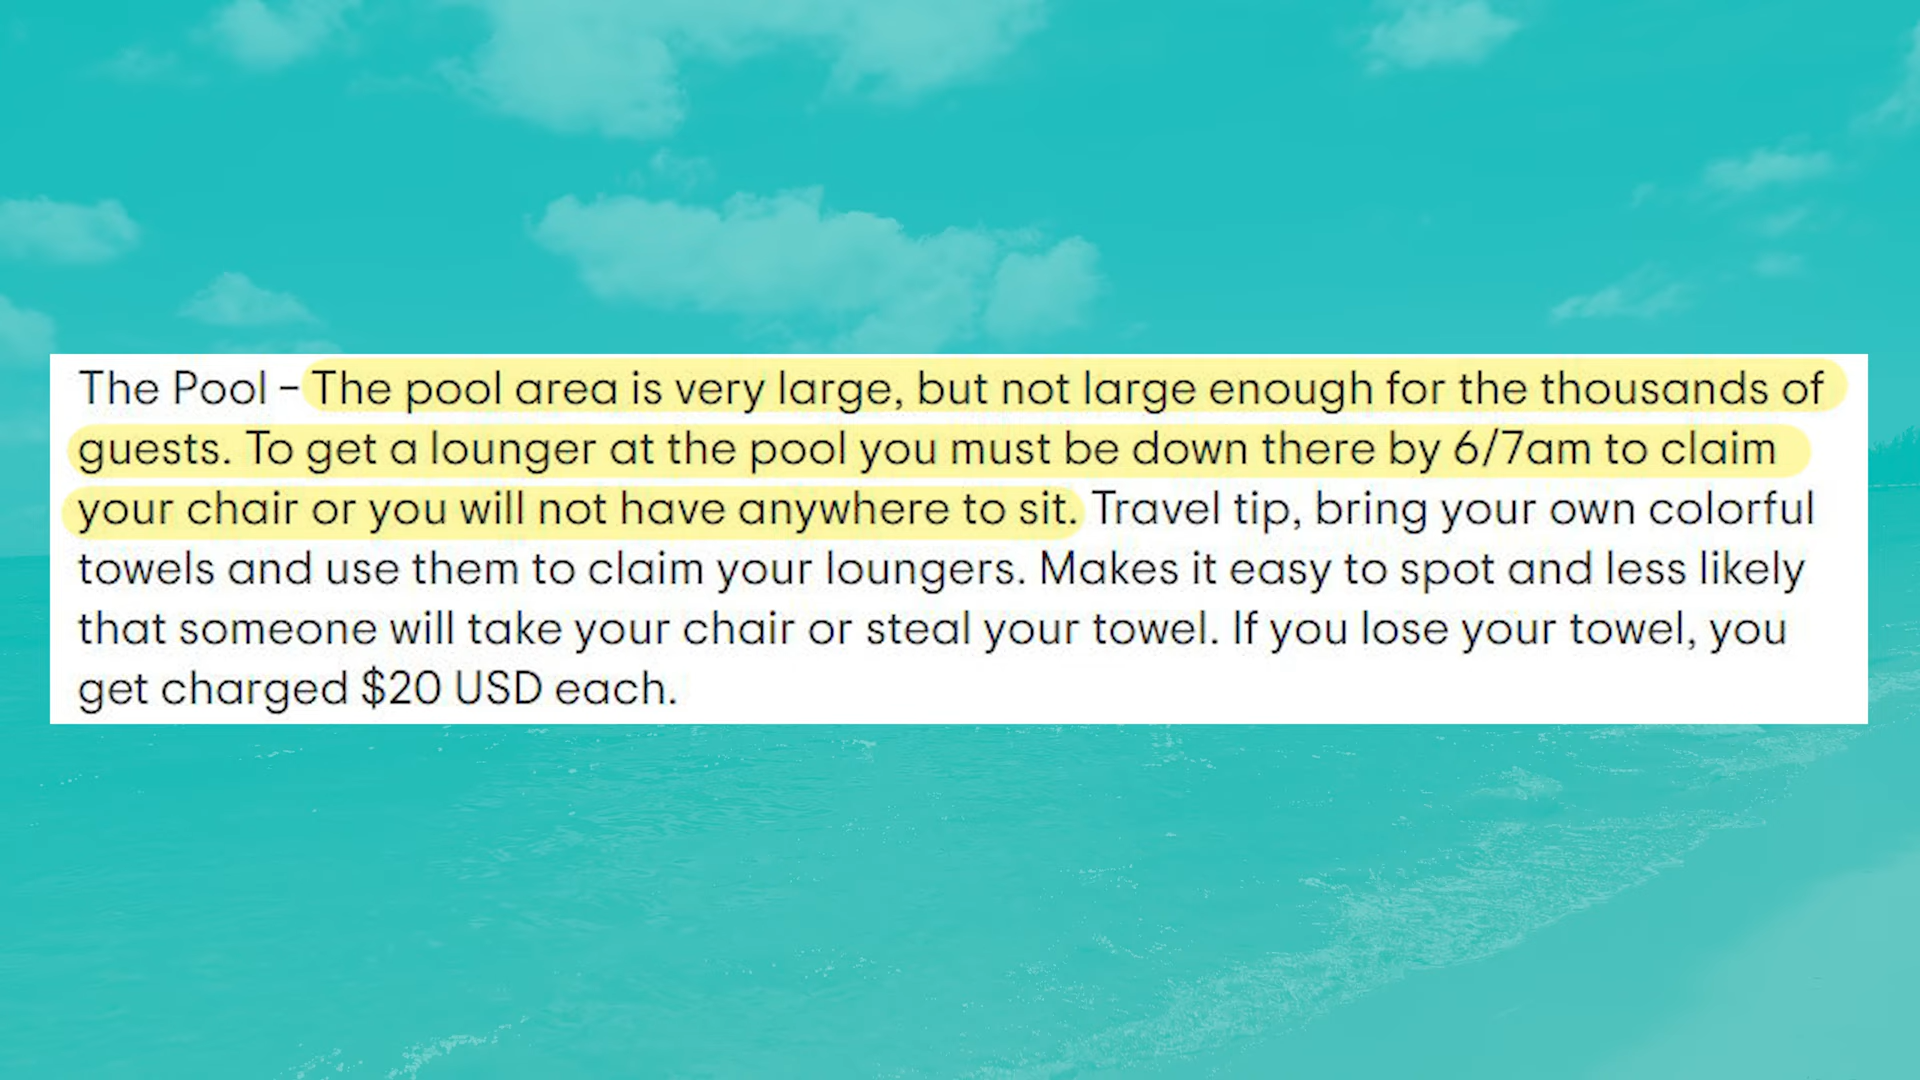 The Pool – The pool area is very large, but not large enough for the thousands of
guests. To get a lounger at the pool you must be down there by 6/7am to claim
your chair or you will not have anywhere to sit. Travel tip, bring your own colorful
towels and use them to claim your loungers. Makes it easy to spot and less likely
that someone will take your chair or steal your towel. If you lose your towel, you
get charged $20 USD each.